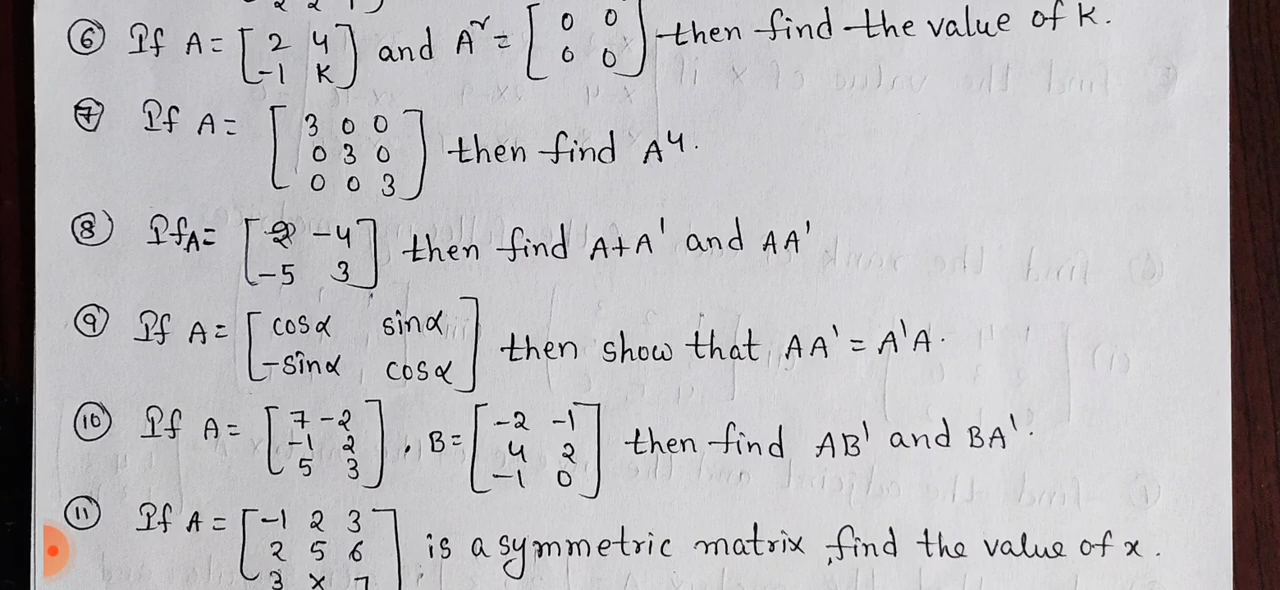 ⑥ If A = [2 4
-1 K] and A² = [0 0
0 0] then find the value of k.
⑦ If A = [3 0 0
0 3 0
0 0 3] then find A⁴.
⑧ If A = [2 -4
-5 3] then find A+A' and AA'
⑨ If A = [cosα sinα
-sinα cosα] then show that AA' = A'A.
⑩ If A = [7 -2
-1 2
5 3], B = [-2 -1
4 2
-1 0] then find AB' and BA'.
⑪ If A = [-1 2 3
2 5 6
3 x 7] is a symmetric matrix, find the value of x.